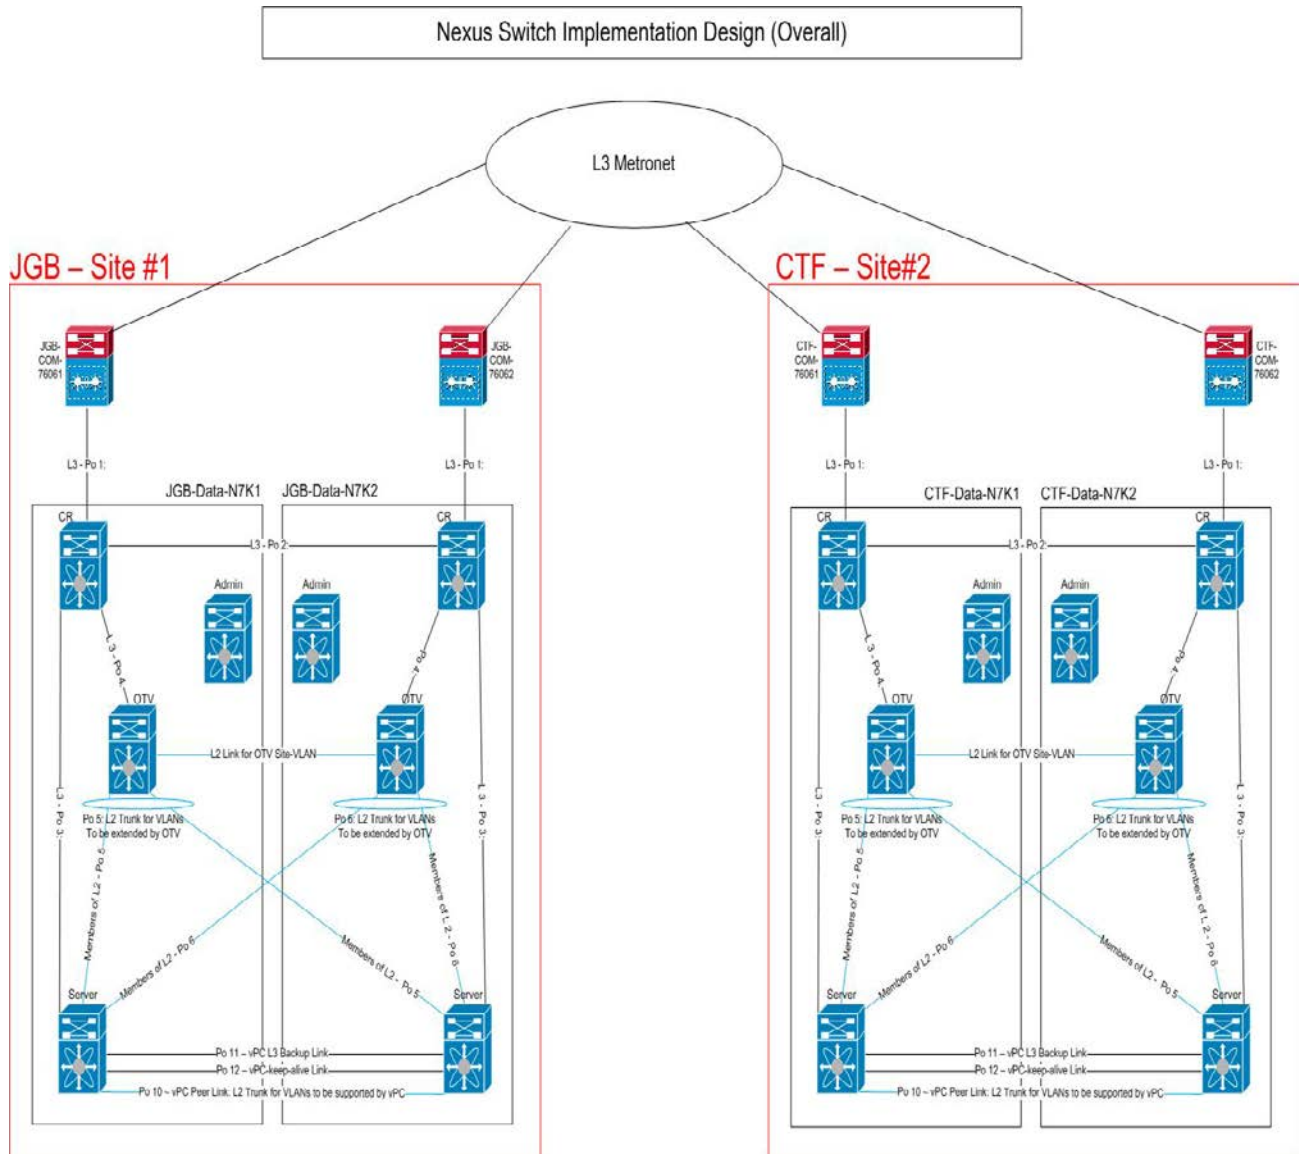 Nexus Switch Implementation Design (Overall)
L3 Metronet
JGB – Site #1
CTF – Site#2
JGB-
COM-
76061
JGB-
COM-
76062
CTF-
COM-
76061
CTF-
COM-
76062
L3 - Po 1:
L3 - Po 1:
L3 - Po 1:
L3 - Po 1:
JGB-Data-N7K1
JGB-Data-N7K2
CTF-Data-N7K1
CTF-Data-N7K2
CR
CR
CR
CR
L3 - Po 2:
L3 - Po 2:
Admin
Admin
Admin
Admin
L 3 - Po 4:
Po 4:
L 3 - Po 4:
Po 4:
OTV
OTV
OTV
OTV
L2 Link for OTV Site-VLAN
L2 Link for OTV Site-VLAN
L3 - Po 3:
L 3 - Po 3:
L3 - Po 3:
L 3 - Po 3:
Po 5: L2 Trunk for VLANs
To be extended by OTV
Po 6: L2 Trunk for VLANs
To be extended by OTV
Po 5: L2 Trunk for VLANs
To be extended by OTV
Po 6: L2 Trunk for VLANs
To be extended by OTV
Members of L2 - Po 5
Members of L2 - Po 6
Members of L2 - Po 5
Members of L 2 - Po 6
Members of L2 - Po 5
Members of L2 - Po 6
Members of L2 - Po 5
Members of L 2 - Po 6
Server
Server
Server
Server
Po 11 – vPC L3 Backup Link
Po 12 – vPC-keep-alive Link
Po 10 – vPC Peer Link: L2 Trunk for VLANs to be supported by vPC
Po 11 – vPC L3 Backup Link
Po 12 – vPC-keep-alive Link
Po 10 – vPC Peer Link: L2 Trunk for VLANs to be supported by vPC